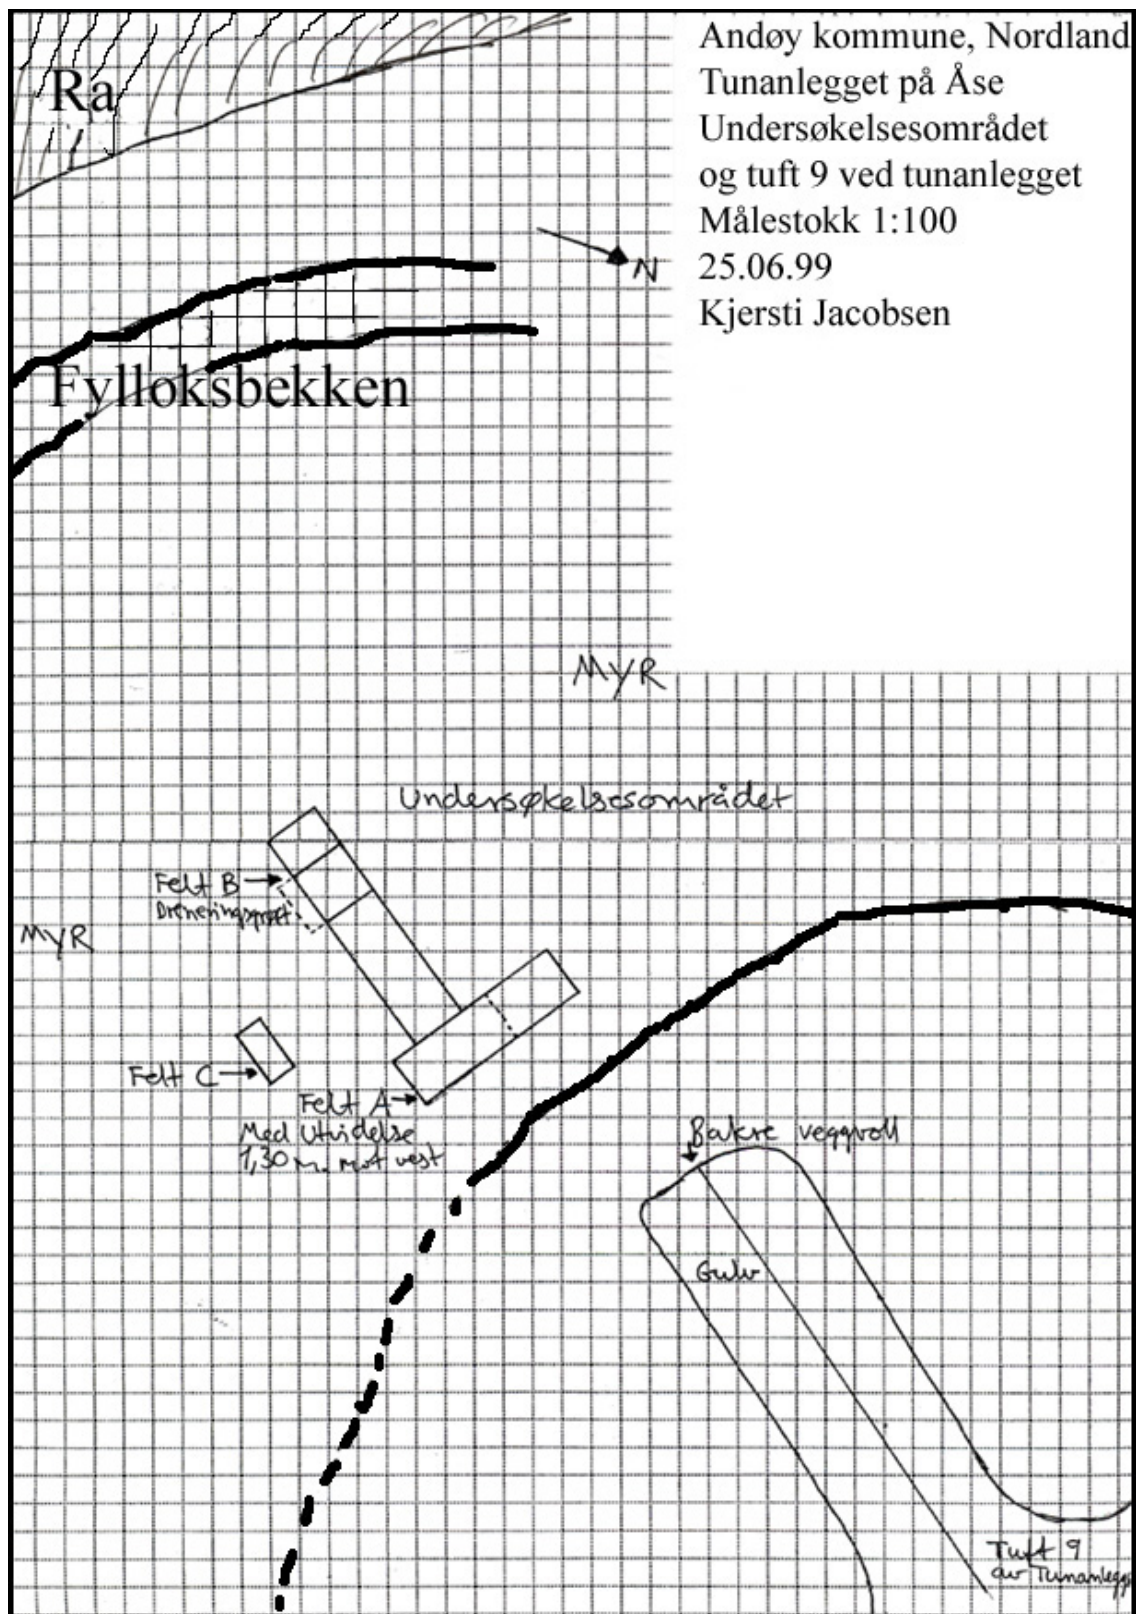 Andøy kommune, Nordland
Tunanlegget på Åse
Undersøkelsesområdet
og tuft 9 ved tunanlegget
Målestokk 1:100
25.06.99
Kjersti Jacobsen
Ra
N
Fylloksbekken
MYR
Undersøkelsesområdet
Felt B
Dreneringsgrøft
MYR
Felt C
Felt A
Med Utvidelse
1,30 m. mot vest
Bakre veggvoll
Gulv
Tuft 9
av Tunanlegg